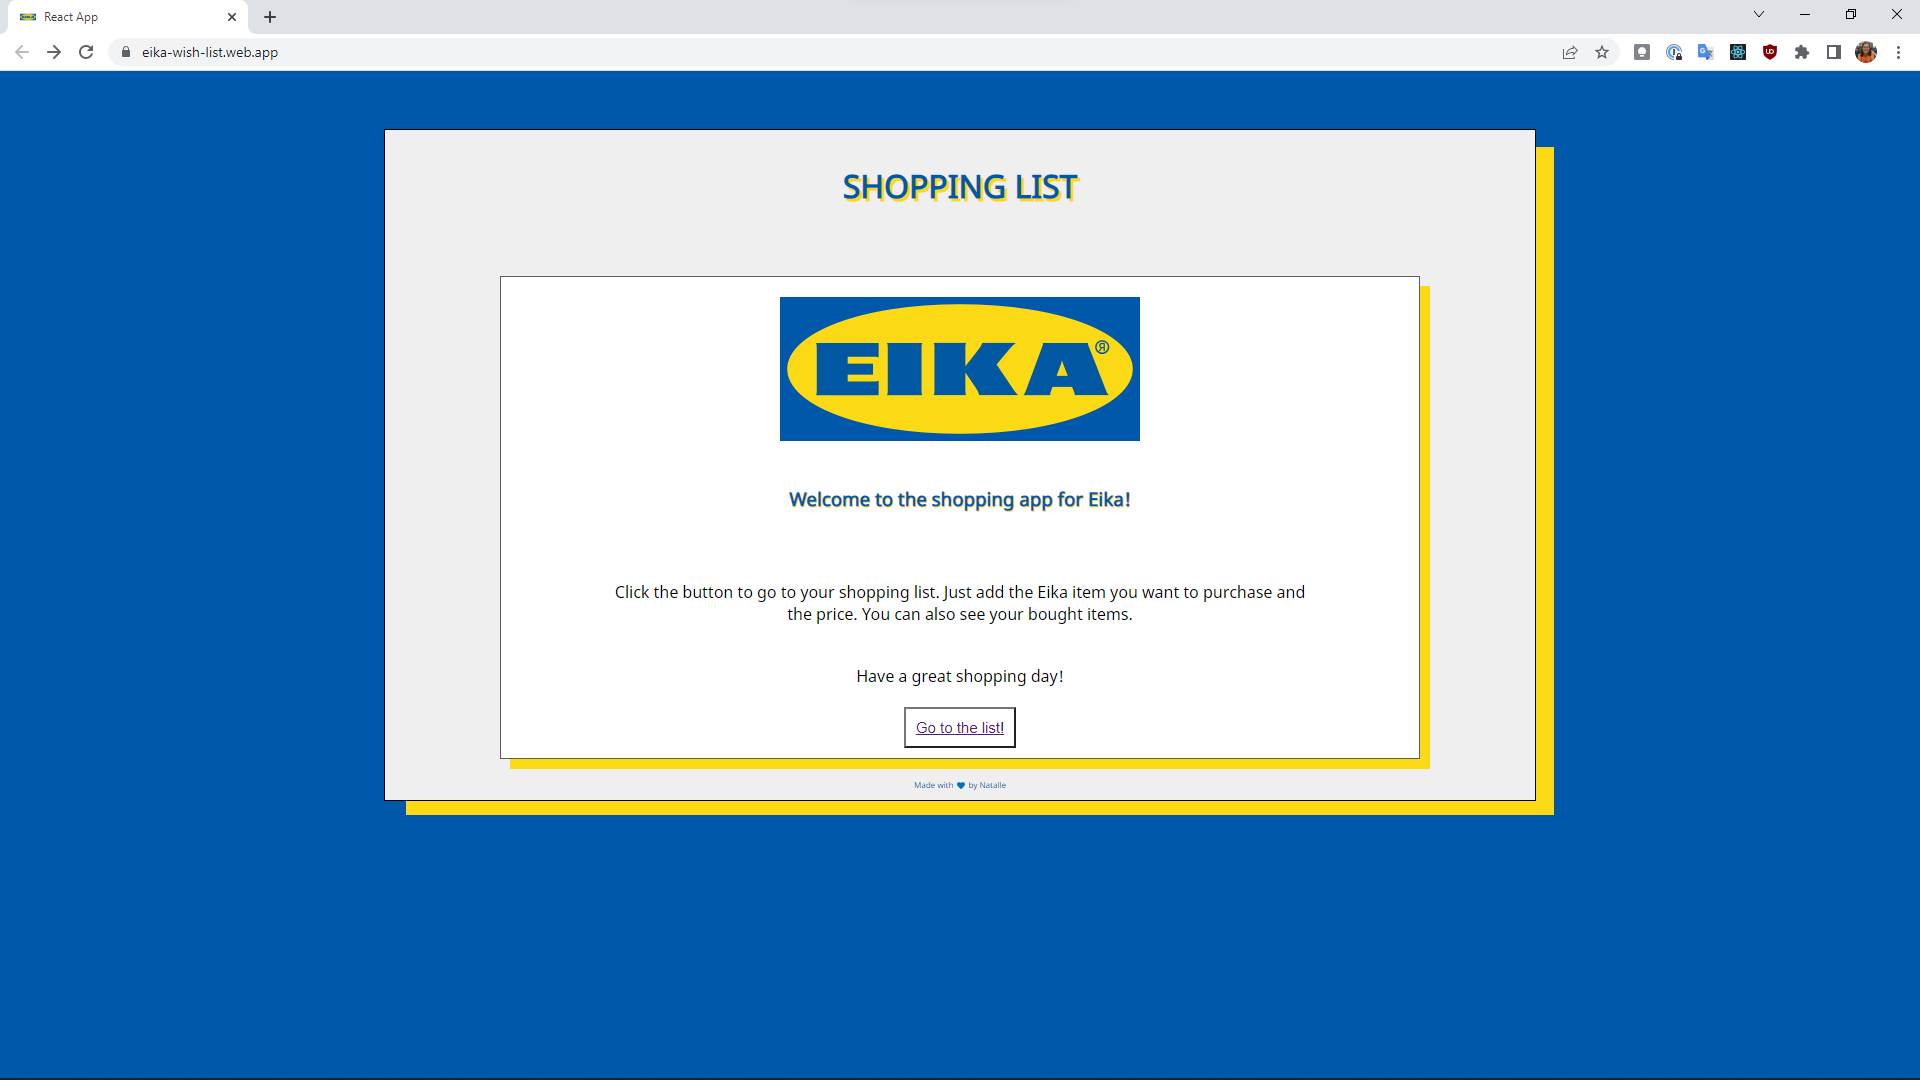 React App
eika-wish-list.web.app
SHOPPING LIST
EIKA®
Welcome to the shopping app for Eika!
Click the button to go to your shopping list. Just add the Eika item you want to purchase and
the price. You can also see your bought items.
Have a great shopping day!
Go to the list!
Made with 💙 by Natalle